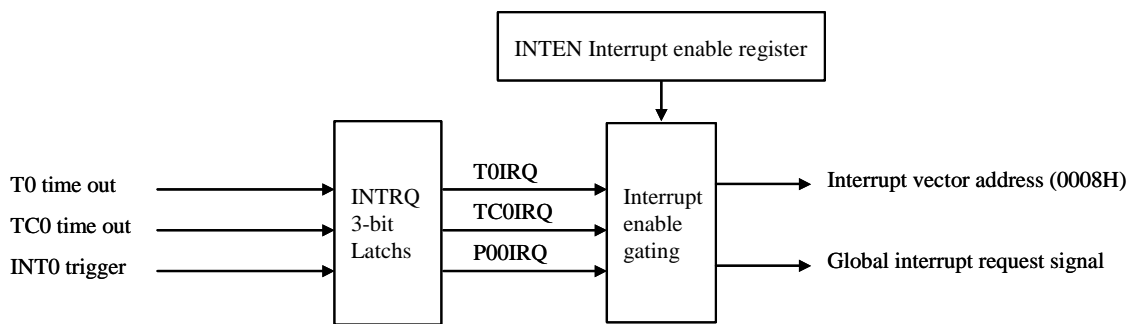 INTEN Interrupt enable register
T0 time out
TC0 time out
INT0 trigger
INTRQ
3-bit
Latchs
T0IRQ
TC0IRQ
P00IRQ
Interrupt
enable
gating
Interrupt vector address (0008H)
Global interrupt request signal